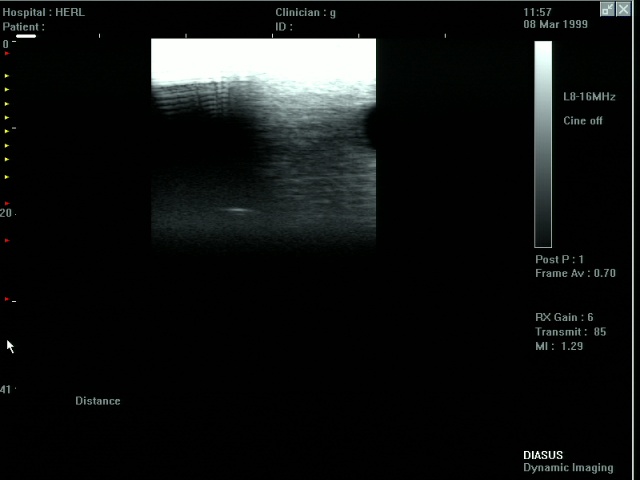 Hospital : HERL
Clinician : g
11:57
Patient :
ID :
08 Mar 1999
0
L8-16MHz
Cine off
20
Post P : 1
Frame Av : 0.70
RX Gain : 6
Transmit : 85
MI : 1.29
41
Distance
DIASUS
Dynamic Imaging